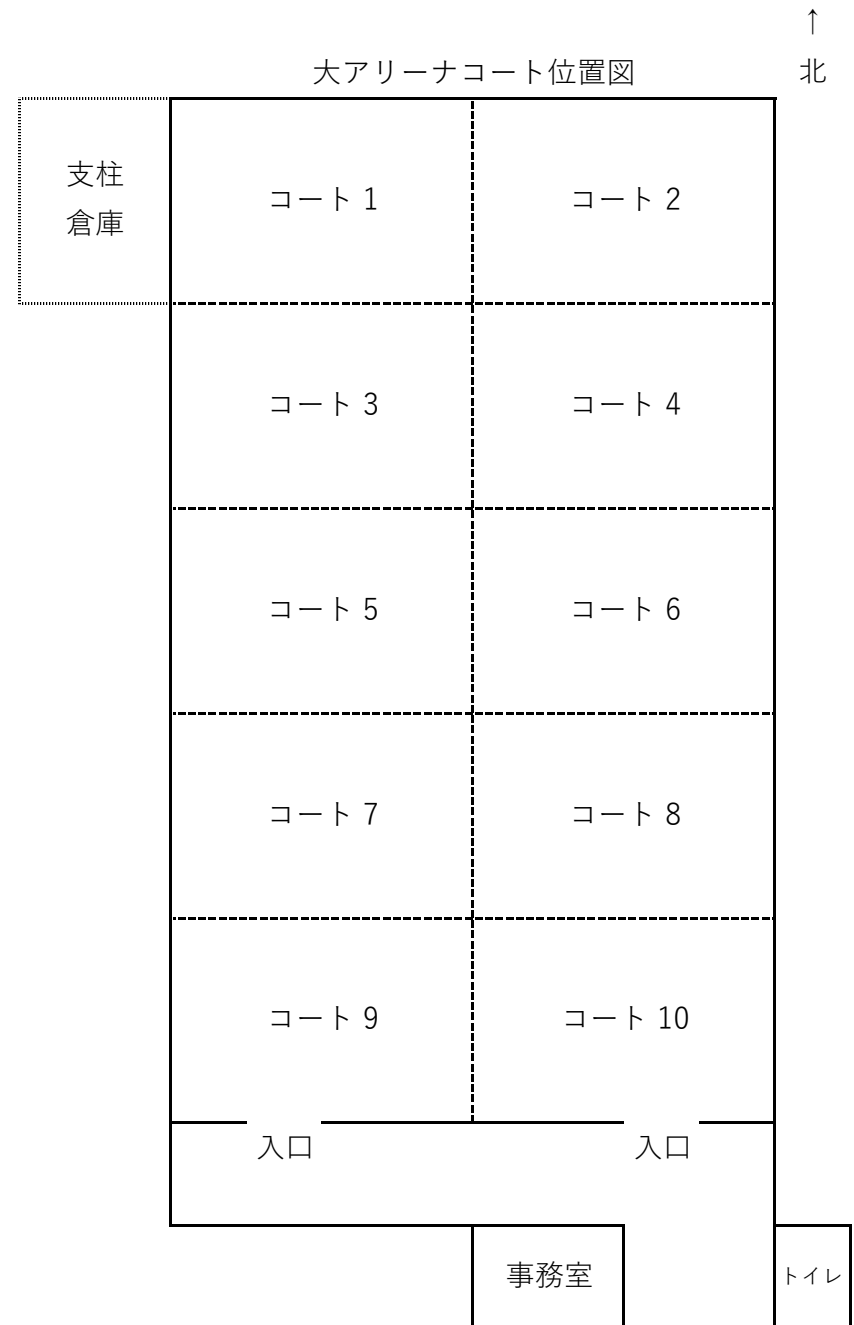 ↑
大アリーナコート位置図
北
支柱
倉庫
コート 1
コート 2
コート 3
コート 4
コート 5
コート 6
コート 7
コート 8
コート 9
コート 10
入口
入口
事務室
トイレ